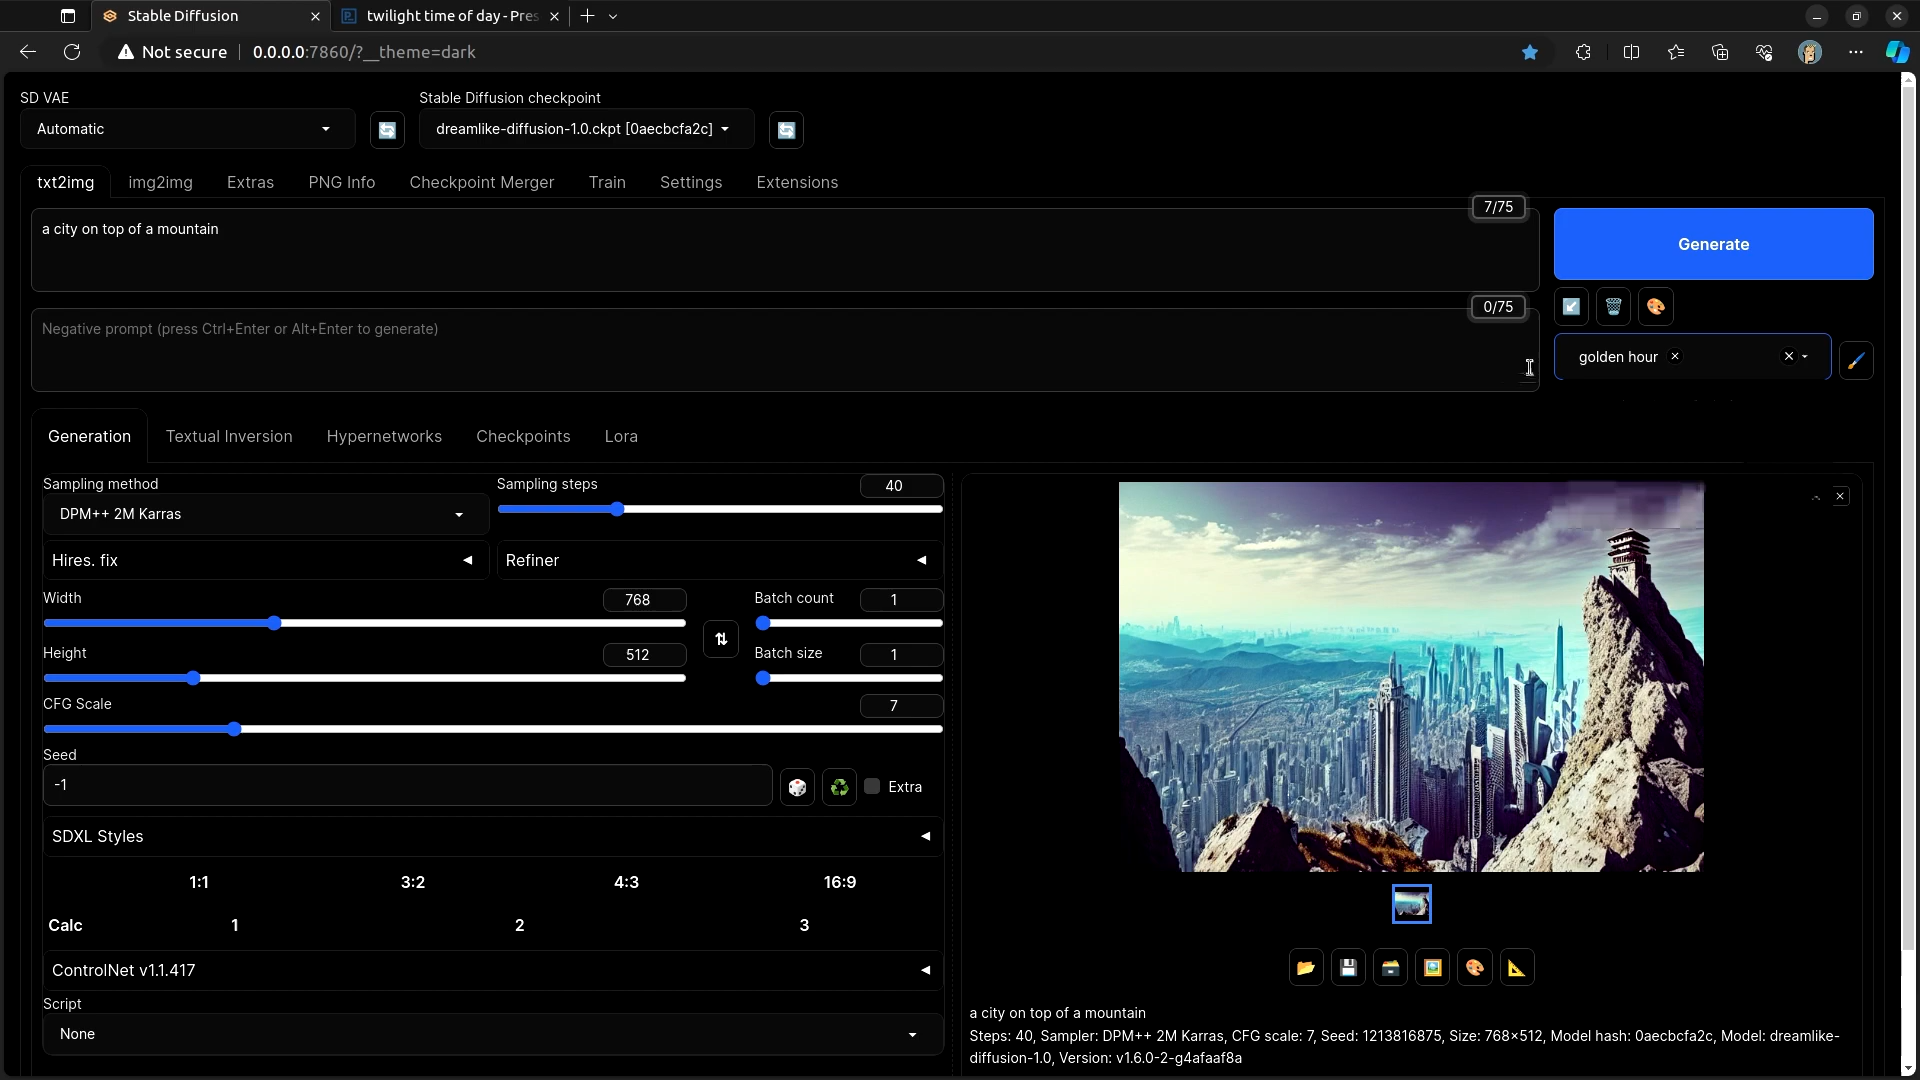 Stable Diffusion
twilight time of day - Pres
Not secure
0.0.0.0:7860/?__theme=dark
SD VAE
Stable Diffusion checkpoint
Automatic
dreamlike-diffusion-1.0.ckpt [0aecbcfa2c]
txt2img
img2img
Extras
PNG Info
Checkpoint Merger
Train
Settings
Extensions
7/75
a city on top of a mountain
Generate
0/75
Negative prompt (press Ctrl+Enter or Alt+Enter to generate)
golden hour
Generation
Textual Inversion
Hypernetworks
Checkpoints
Lora
Sampling method
Sampling steps
40
DPM++ 2M Karras
Hires. fix
Refiner
Width
768
Batch count
1
Height
512
Batch size
1
CFG Scale
7
Seed
-1
Extra
SDXL Styles
1:1
3:2
4:3
16:9
Calc
1
2
3
ControlNet v1.1.417
Script
None
a city on top of a mountain
Steps: 40, Sampler: DPM++ 2M Karras, CFG scale: 7, Seed: 1213816875, Size: 768×512, Model hash: 0aecbcfa2c, Model: dreamlike-
diffusion-1.0, Version: v1.6.0-2-g4afaaf8a